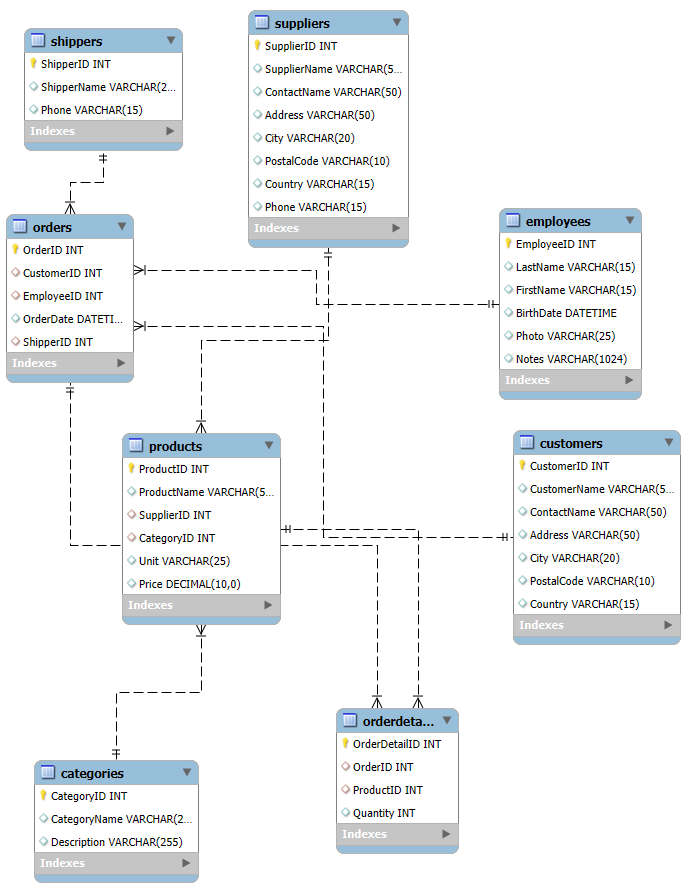 shippers
ShipperID INT
ShipperName VARCHAR(2...
Phone VARCHAR(15)
Indexes
suppliers
SupplierID INT
SupplierName VARCHAR(5...
ContactName VARCHAR(50)
Address VARCHAR(50)
City VARCHAR(20)
PostalCode VARCHAR(10)
Country VARCHAR(15)
Phone VARCHAR(15)
Indexes
orders
OrderID INT
CustomerID INT
EmployeeID INT
OrderDate DATETI...
ShipperID INT
Indexes
employees
EmployeeID INT
LastName VARCHAR(15)
FirstName VARCHAR(15)
BirthDate DATETIME
Photo VARCHAR(25)
Notes VARCHAR(1024)
Indexes
products
ProductID INT
ProductName VARCHAR(5...
SupplierID INT
CategoryID INT
Unit VARCHAR(25)
Price DECIMAL(10,0)
Indexes
customers
CustomerID INT
CustomerName VARCHAR(5...
ContactName VARCHAR(50)
Address VARCHAR(50)
City VARCHAR(20)
PostalCode VARCHAR(10)
Country VARCHAR(15)
Indexes
orderdeta...
OrderDetailID INT
OrderID INT
ProductID INT
Quantity INT
Indexes
categories
CategoryID INT
CategoryName VARCHAR(2...
Description VARCHAR(255)
Indexes